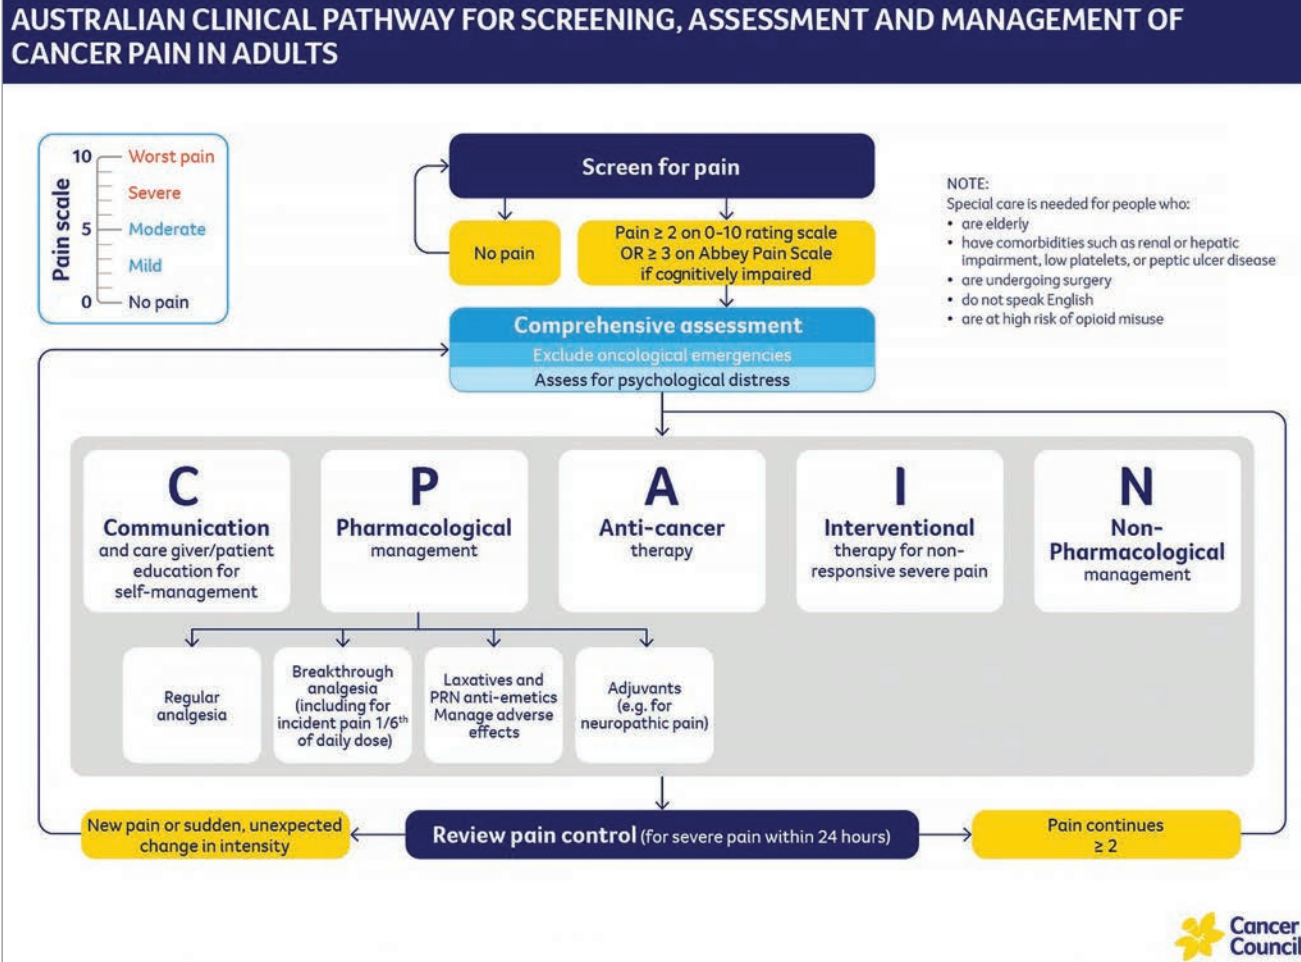 AUSTRALIAN CLINICAL PATHWAY FOR SCREENING, ASSESSMENT AND MANAGEMENT OF
CANCER PAIN IN ADULTS
Pain scale
10
Worst pain
Severe
5
Moderate
Mild
0
No pain
Screen for pain
No pain
Pain ≥ 2 on 0-10 rating scale
OR ≥ 3 on Abbey Pain Scale
if cognitively impaired
NOTE:
Special care is needed for people who:
• are elderly
• have comorbidities such as renal or hepatic
impairment, low platelets, or peptic ulcer disease
• are undergoing surgery
• do not speak English
• are at high risk of opioid misuse
Comprehensive assessment
Exclude oncological emergencies
Assess for psychological distress
C
Communication
and care giver/patient
education for
self-management
P
Pharmacological
management
A
Anti-cancer
therapy
I
Interventional
therapy for non-
responsive severe pain
N
Non-
Pharmacological
management
Regular
analgesia
Breakthrough
analgesia
(including for
incident pain 1/6th
of daily dose)
Laxatives and
PRN anti-emetics
Manage adverse
effects
Adjuvants
(e.g. for
neuropathic pain)
New pain or sudden, unexpected
change in intensity
Review pain control (for severe pain within 24 hours)
Pain continues
≥ 2
Cancer
Council